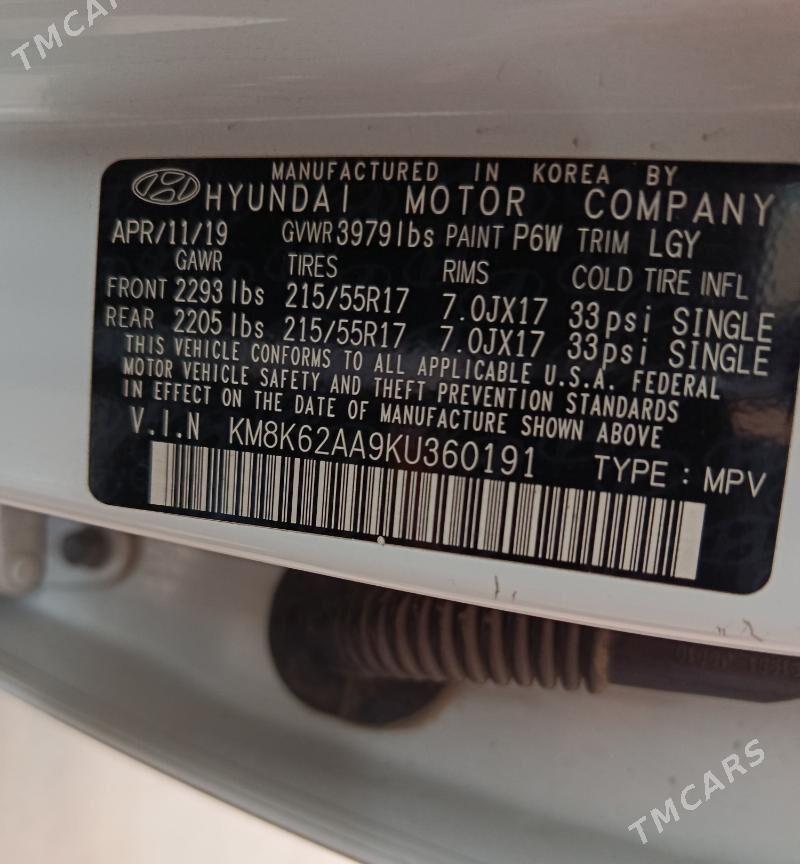 TMCARS
MANUFACTURED IN KOREA BY
HYUNDAI MOTOR COMPANY
APR/11/19 GVWR 3979lbs PAINT P6W TRIM LGY
GAWR TIRES RIMS COLD TIRE INFL
FRONT 2293 lbs 215/55R17 7.0JX17 33psi SINGLE
REAR 2205 lbs 215/55R17 7.0JX17 33psi SINGLE
THIS VEHICLE CONFORMS TO ALL APPLICABLE U.S.A. FEDERAL
MOTOR VEHICLE SAFETY AND THEFT PREVENTION STANDARDS
IN EFFECT ON THE DATE OF MANUFACTURE SHOWN ABOVE
V.I.N KM8K62AA9KU360191 TYPE : MPV
TMCARS